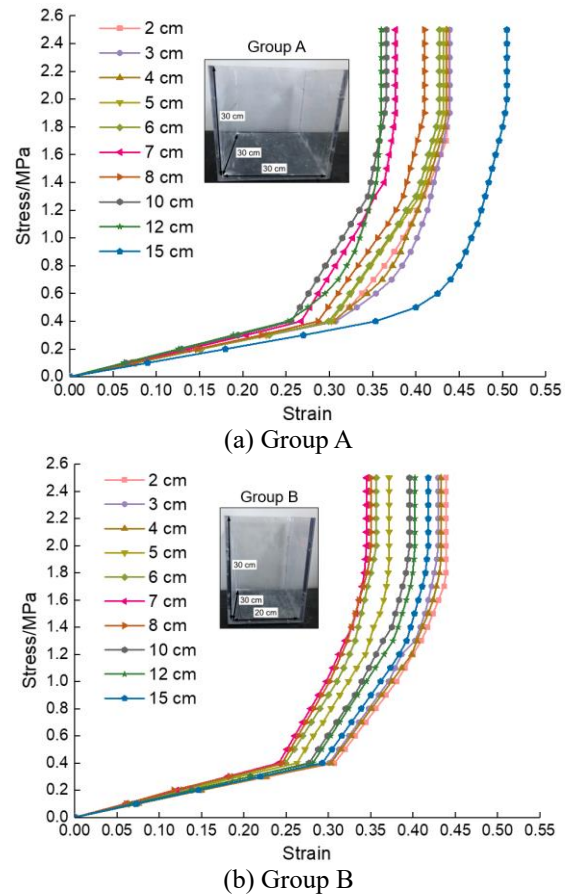 2.6
2.4
2.2
2.0
1.8
1.6
1.4
1.2
1.0
0.8
0.6
0.4
0.2
0.0
Stress/MPa
2 cm
3 cm
4 cm
5 cm
6 cm
7 cm
8 cm
10 cm
12 cm
15 cm
Group A
30 cm
30 cm
30 cm
0.00 0.05 0.10 0.15 0.20 0.25 0.30 0.35 0.40 0.45 0.50 0.55
Strain
(a) Group A
2.6
2.4
2.2
2.0
1.8
1.6
1.4
1.2
1.0
0.8
0.6
0.4
0.2
0.0
Stress/MPa
2 cm
3 cm
4 cm
5 cm
6 cm
7 cm
8 cm
10 cm
12 cm
15 cm
Group B
30 cm
30 cm
20 cm
0.00 0.05 0.10 0.15 0.20 0.25 0.30 0.35 0.40 0.45 0.50 0.55
Strain
(b) Group B